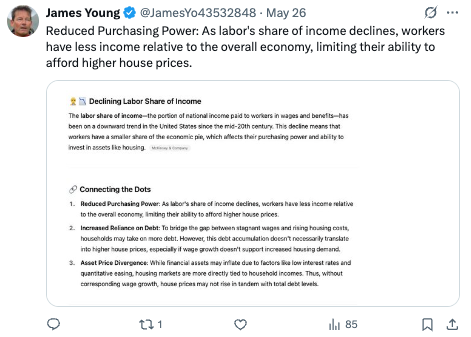 James Young @JamesYo43532848 · May 26
Reduced Purchasing Power: As labor's share of income declines, workers
have less income relative to the overall economy, limiting their ability to
afford higher house prices.
Declining Labor Share of Income
The labor share of income—the portion of national income paid to workers in wages and benefits—has
been on a downward trend in the United States since the mid-20th century. This decline means that
workers have a smaller share of the economic pie, which affects their purchasing power and ability to
invest in assets like housing. McKinsey & Company
Connecting the Dots
1. Reduced Purchasing Power: As labor's share of income declines, workers have less income relative
to the overall economy, limiting their ability to afford higher house prices.
2. Increased Reliance on Debt: To bridge the gap between stagnant wages and rising housing costs,
households may take on more debt. However, this debt accumulation doesn't necessarily translate
into higher house prices, especially if wage growth doesn't support increased housing demand.
3. Asset Price Divergence: While financial assets may inflate due to factors like low interest rates and
quantitative easing, housing markets are more directly tied to household incomes. Thus, without
corresponding wage growth, house prices may not rise in tandem with total debt levels.
1 85